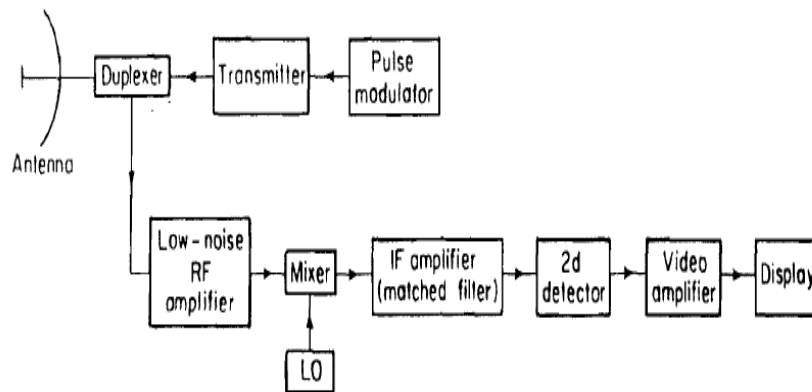 Duplexer
Transmitter
Pulse
modulator
Antenna
Low-noise
RF
amplifier
Mixer
IF amplifier
(matched filter)
2d
detector
Video
amplifier
Display
LO